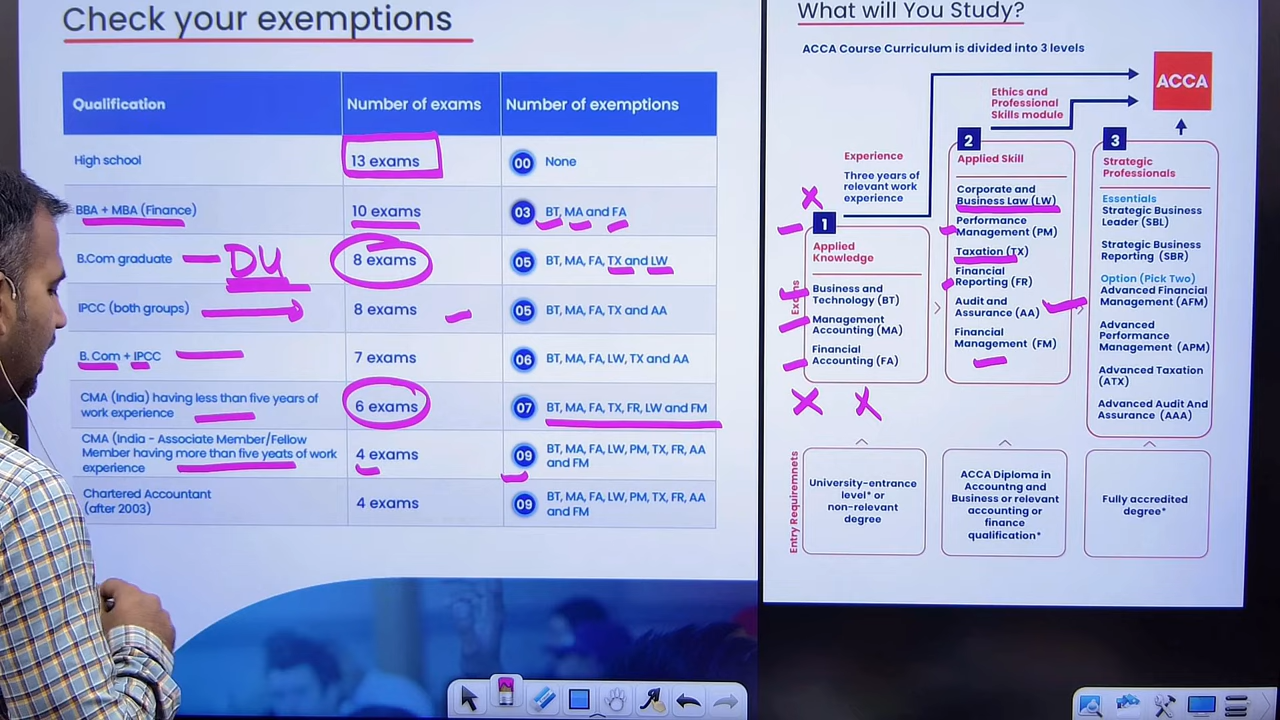 Check your exemptions
Qualification Number of exams Number of exemptions
High school 13 exams 00 None
BBA + MBA (Finance) 10 exams 03 BT, MA and FA
B.Com graduate DU 8 exams 05 BT, MA, FA, TX and LW
IPCC (both groups) 8 exams 05 BT, MA, FA, TX and AA
B. Com + IPCC 7 exams 06 BT, MA, FA, LW, TX and AA
CMA (India) having less than five years of
work experience
6 exams 07 BT, MA, FA, TX, FR, LW and FM
CMA (India - Associate Member/Fellow
Member having more than five yeats of work
experience
4 exams 09 BT, MA, FA, LW, PM, TX, FR, AA
and FM
Chartered Accountant
(after 2003)
4 exams 09 BT, MA, FA, LW, PM, TX, FR, AA
and FM
What will You Study?
ACCA Course Curriculum is divided into 3 levels
ACCA
Ethics and
Professional
Skills module
Experience
Three years of
relevant work
experience
Exams
1
Applied
Knowledge
Business and
Technology (BT)
Management
Accounting (MA)
Financial
Accounting (FA)
2
Applied Skill
Corporate and
Business Law (LW)
Performance
Management (PM)
Taxation (TX)
Financial
Reporting (FR)
Audit and
Assurance (AA)
Financial
Management (FM)
3
Strategic
Professionals
Essentials
Strategic Business
Leader (SBL)
Strategic Business
Reporting (SBR)
Option (Pick Two)
Advanced Financial
Management (AFM)
Advanced
Performance
Management (APM)
Advanced Taxation
(ATX)
Advanced Audit And
Assurance (AAA)
Entry Requiremnets
University-entrance
level* or
non-relevant
degree
ACCA Diploma in
Accountng and
Business or relevant
accounting or
finance
qualification*
Fully accredited
degree*